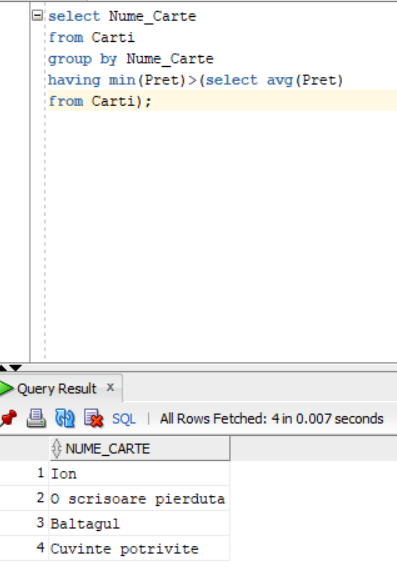 select Nume_Carte
from Carti
group by Nume_Carte
having min(Pret)>(select avg(Pret)
from Carti);
Query Result x
SQL | All Rows Fetched: 4 in 0.007 seconds
NUME_CARTE
1 Ion
2 O scrisoare pierduta
3 Baltagul
4 Cuvinte potrivite